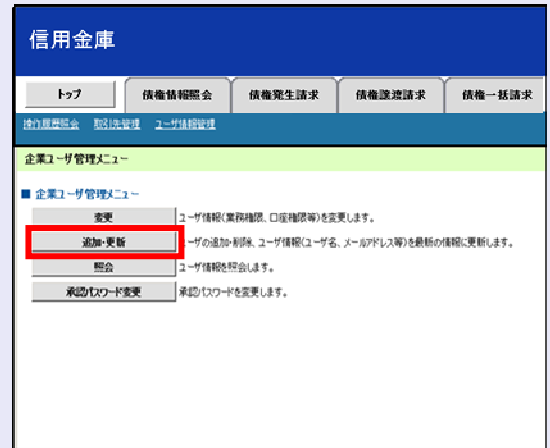 信用金庫
トップ 債権情報照会 債権発生請求 債権譲渡請求 債権一括請求
操作履歴照会 取引先管理 ユーザ情報管理
企業ユーザ管理メニュー
■ 企業ユーザ管理メニュー
変更 ユーザ情報(業務権限、口座権限等)を変更します。
追加・更新 ユーザの追加・削除、ユーザ情報(ユーザ名、メールアドレス等)を最新の情報に更新します。
照会 ユーザ情報を照会します。
承認パスワード変更 承認パスワードを変更します。